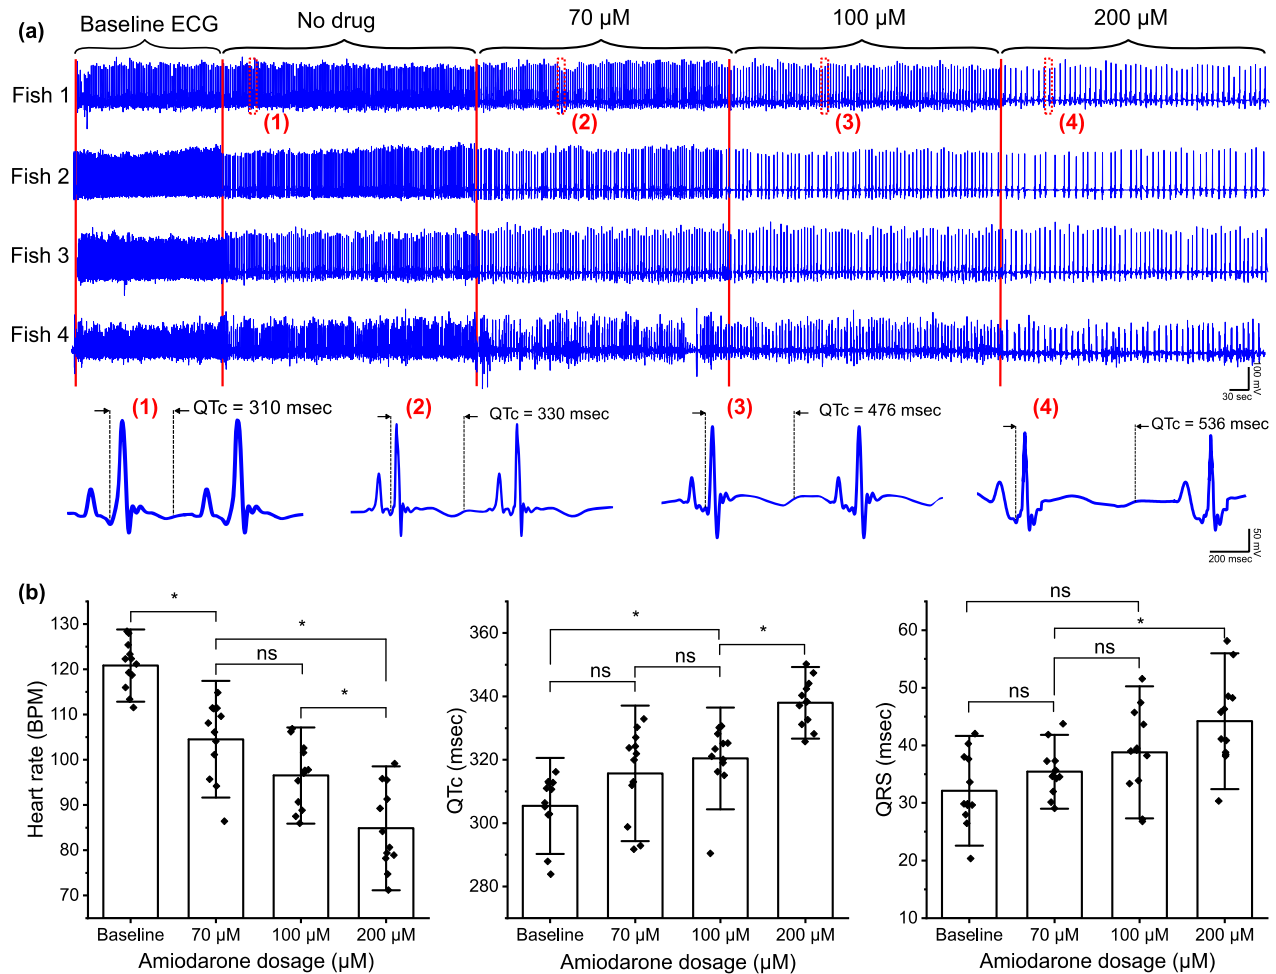 (a)
Baseline ECG
No drug
70 µM
100 µM
200 µM
Fish 1
(1)
(2)
(3)
(4)
Fish 2
Fish 3
Fish 4
100 mV
30 sec
(1)
QTc = 310 msec
(2)
QTc = 330 msec
(3)
QTc = 476 msec
(4)
QTc = 536 msec
50 mV
200 msec
(b)
Heart rate (BPM)
130
120
110
100
90
80
70
*
*
ns
*
Baseline
70 µM
100 µM
200 µM
Amiodarone dosage (µM)
QTc (msec)
360
340
320
300
280
*
*
ns
ns
Baseline
70 µM
100 µM
200 µM
Amiodarone dosage (µM)
QRS (msec)
60
50
40
30
20
10
ns
*
ns
ns
Baseline
70 µM
100 µM
200 µM
Amiodarone dosage (µM)